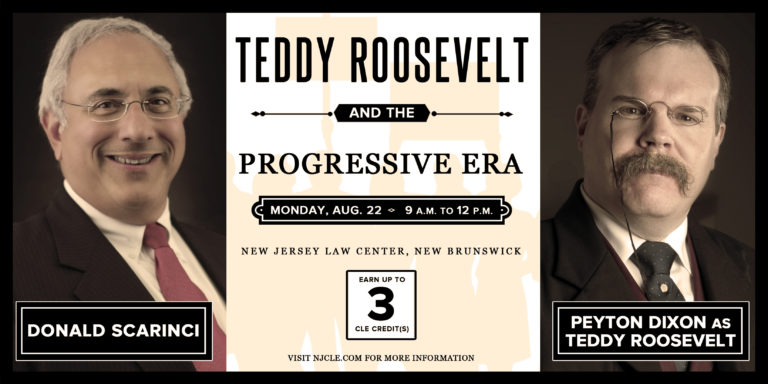 TEDDY ROOSEVELT
AND THE
PROGRESSIVE ERA
MONDAY, AUG. 22 9 A.M. TO 12 P.M.
NEW JERSEY LAW CENTER, NEW BRUNSWICK
EARN UP TO
3
CLE CREDIT(S)
VISIT NJCLE.COM FOR MORE INFORMATION
DONALD SCARINCI
PEYTON DIXON AS
TEDDY ROOSEVELT